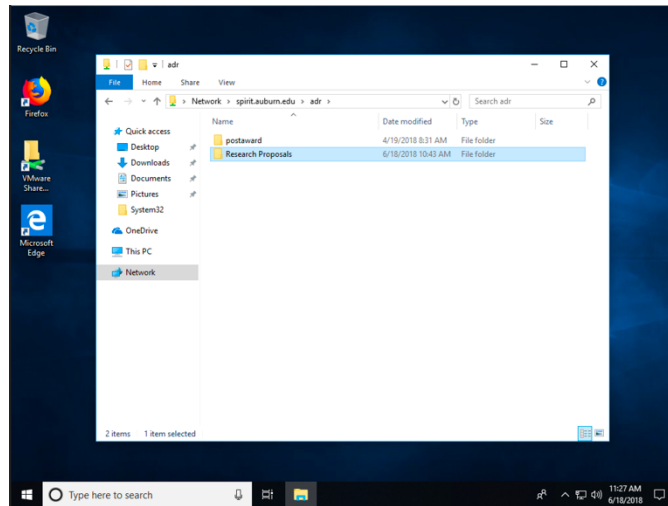 Recycle Bin
Firefox
VMware
Share...
Microsoft
Edge
adr
File Home Share View
Network › spirit.auburn.edu › adr ›
Search adr
Name Date modified Type Size
Quick access
Desktop
Downloads
Documents
Pictures
System32
OneDrive
This PC
Network
postaward 4/19/2018 8:31 AM File folder
Research Proposals 6/18/2018 10:43 AM File folder
2 items 1 item selected
Type here to search
11:27 AM
6/18/2018